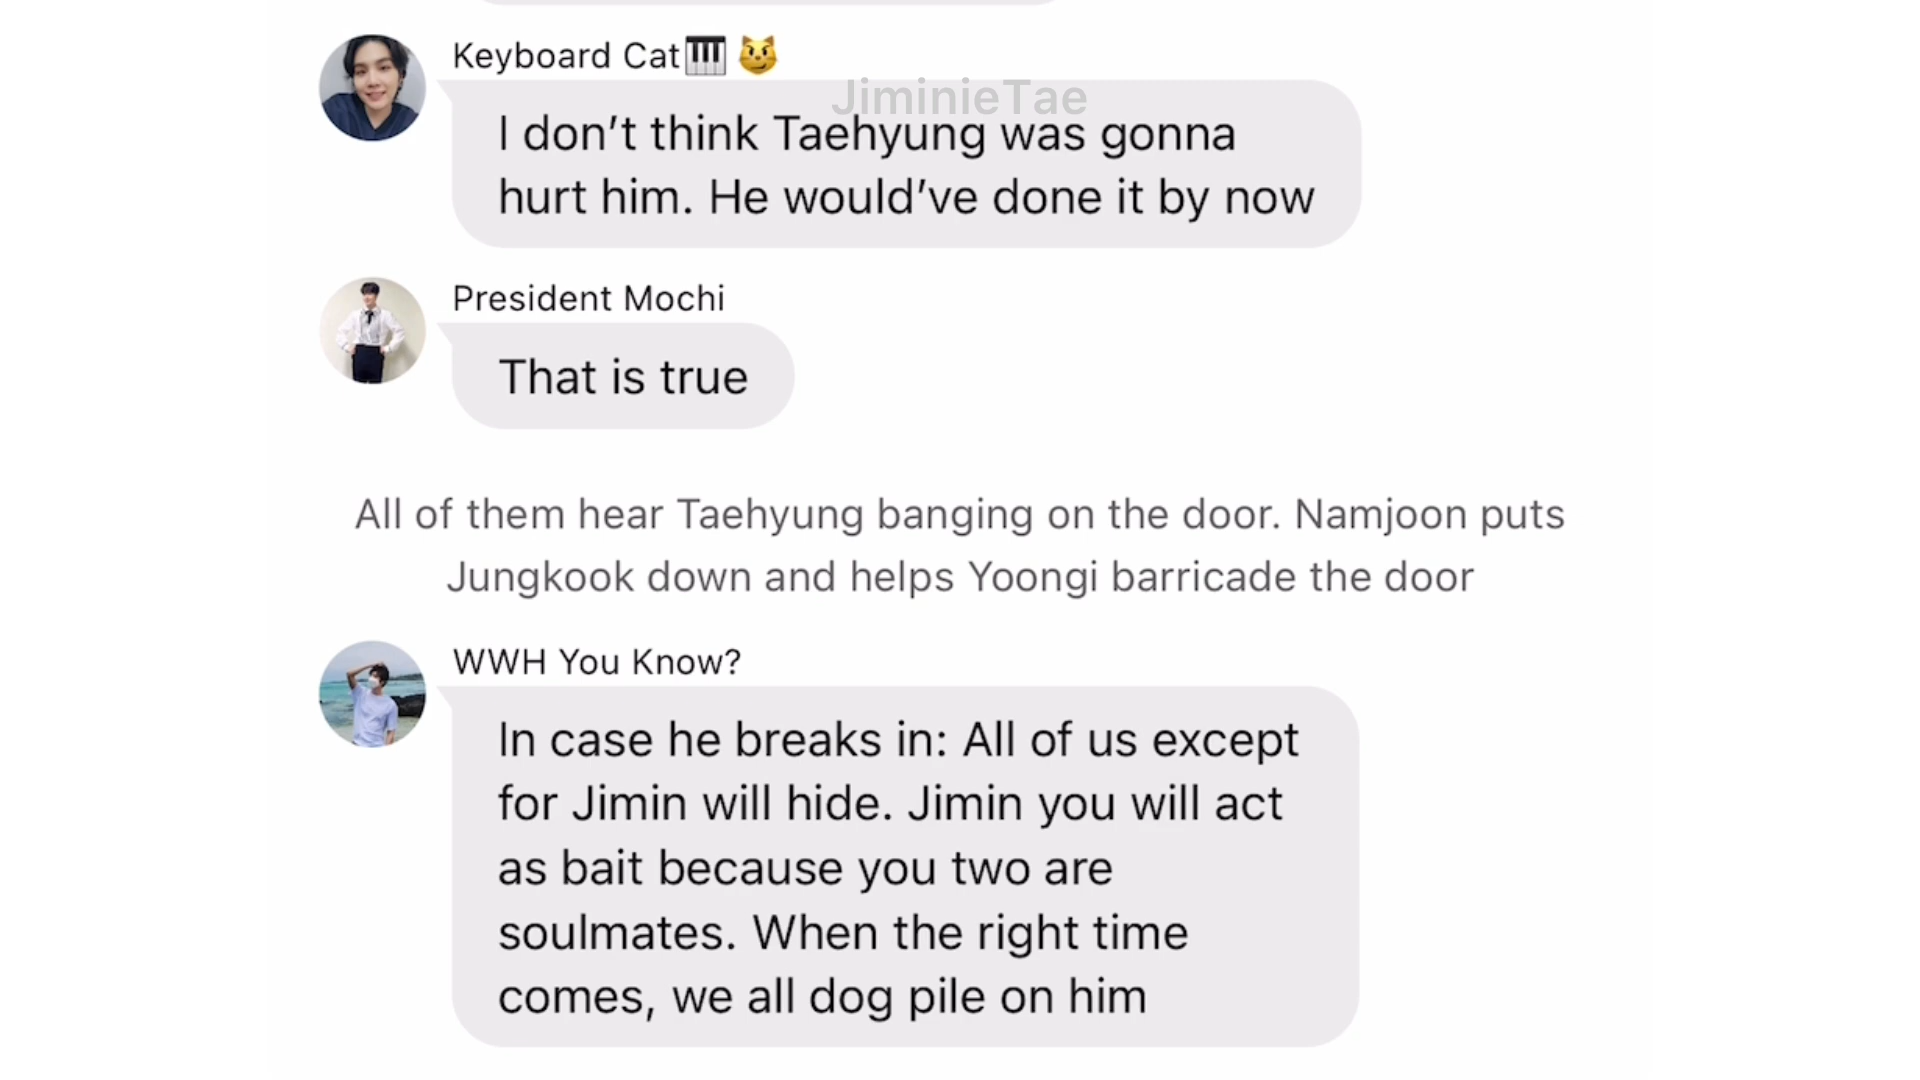 Keyboard Cat🎹 😼
JiminieTae
I don’t think Taehyung was gonna
hurt him. He would’ve done it by now
President Mochi
That is true
All of them hear Taehyung banging on the door. Namjoon puts
Jungkook down and helps Yoongi barricade the door
WWH You Know?
In case he breaks in: All of us except
for Jimin will hide. Jimin you will act
as bait because you two are
soulmates. When the right time
comes, we all dog pile on him